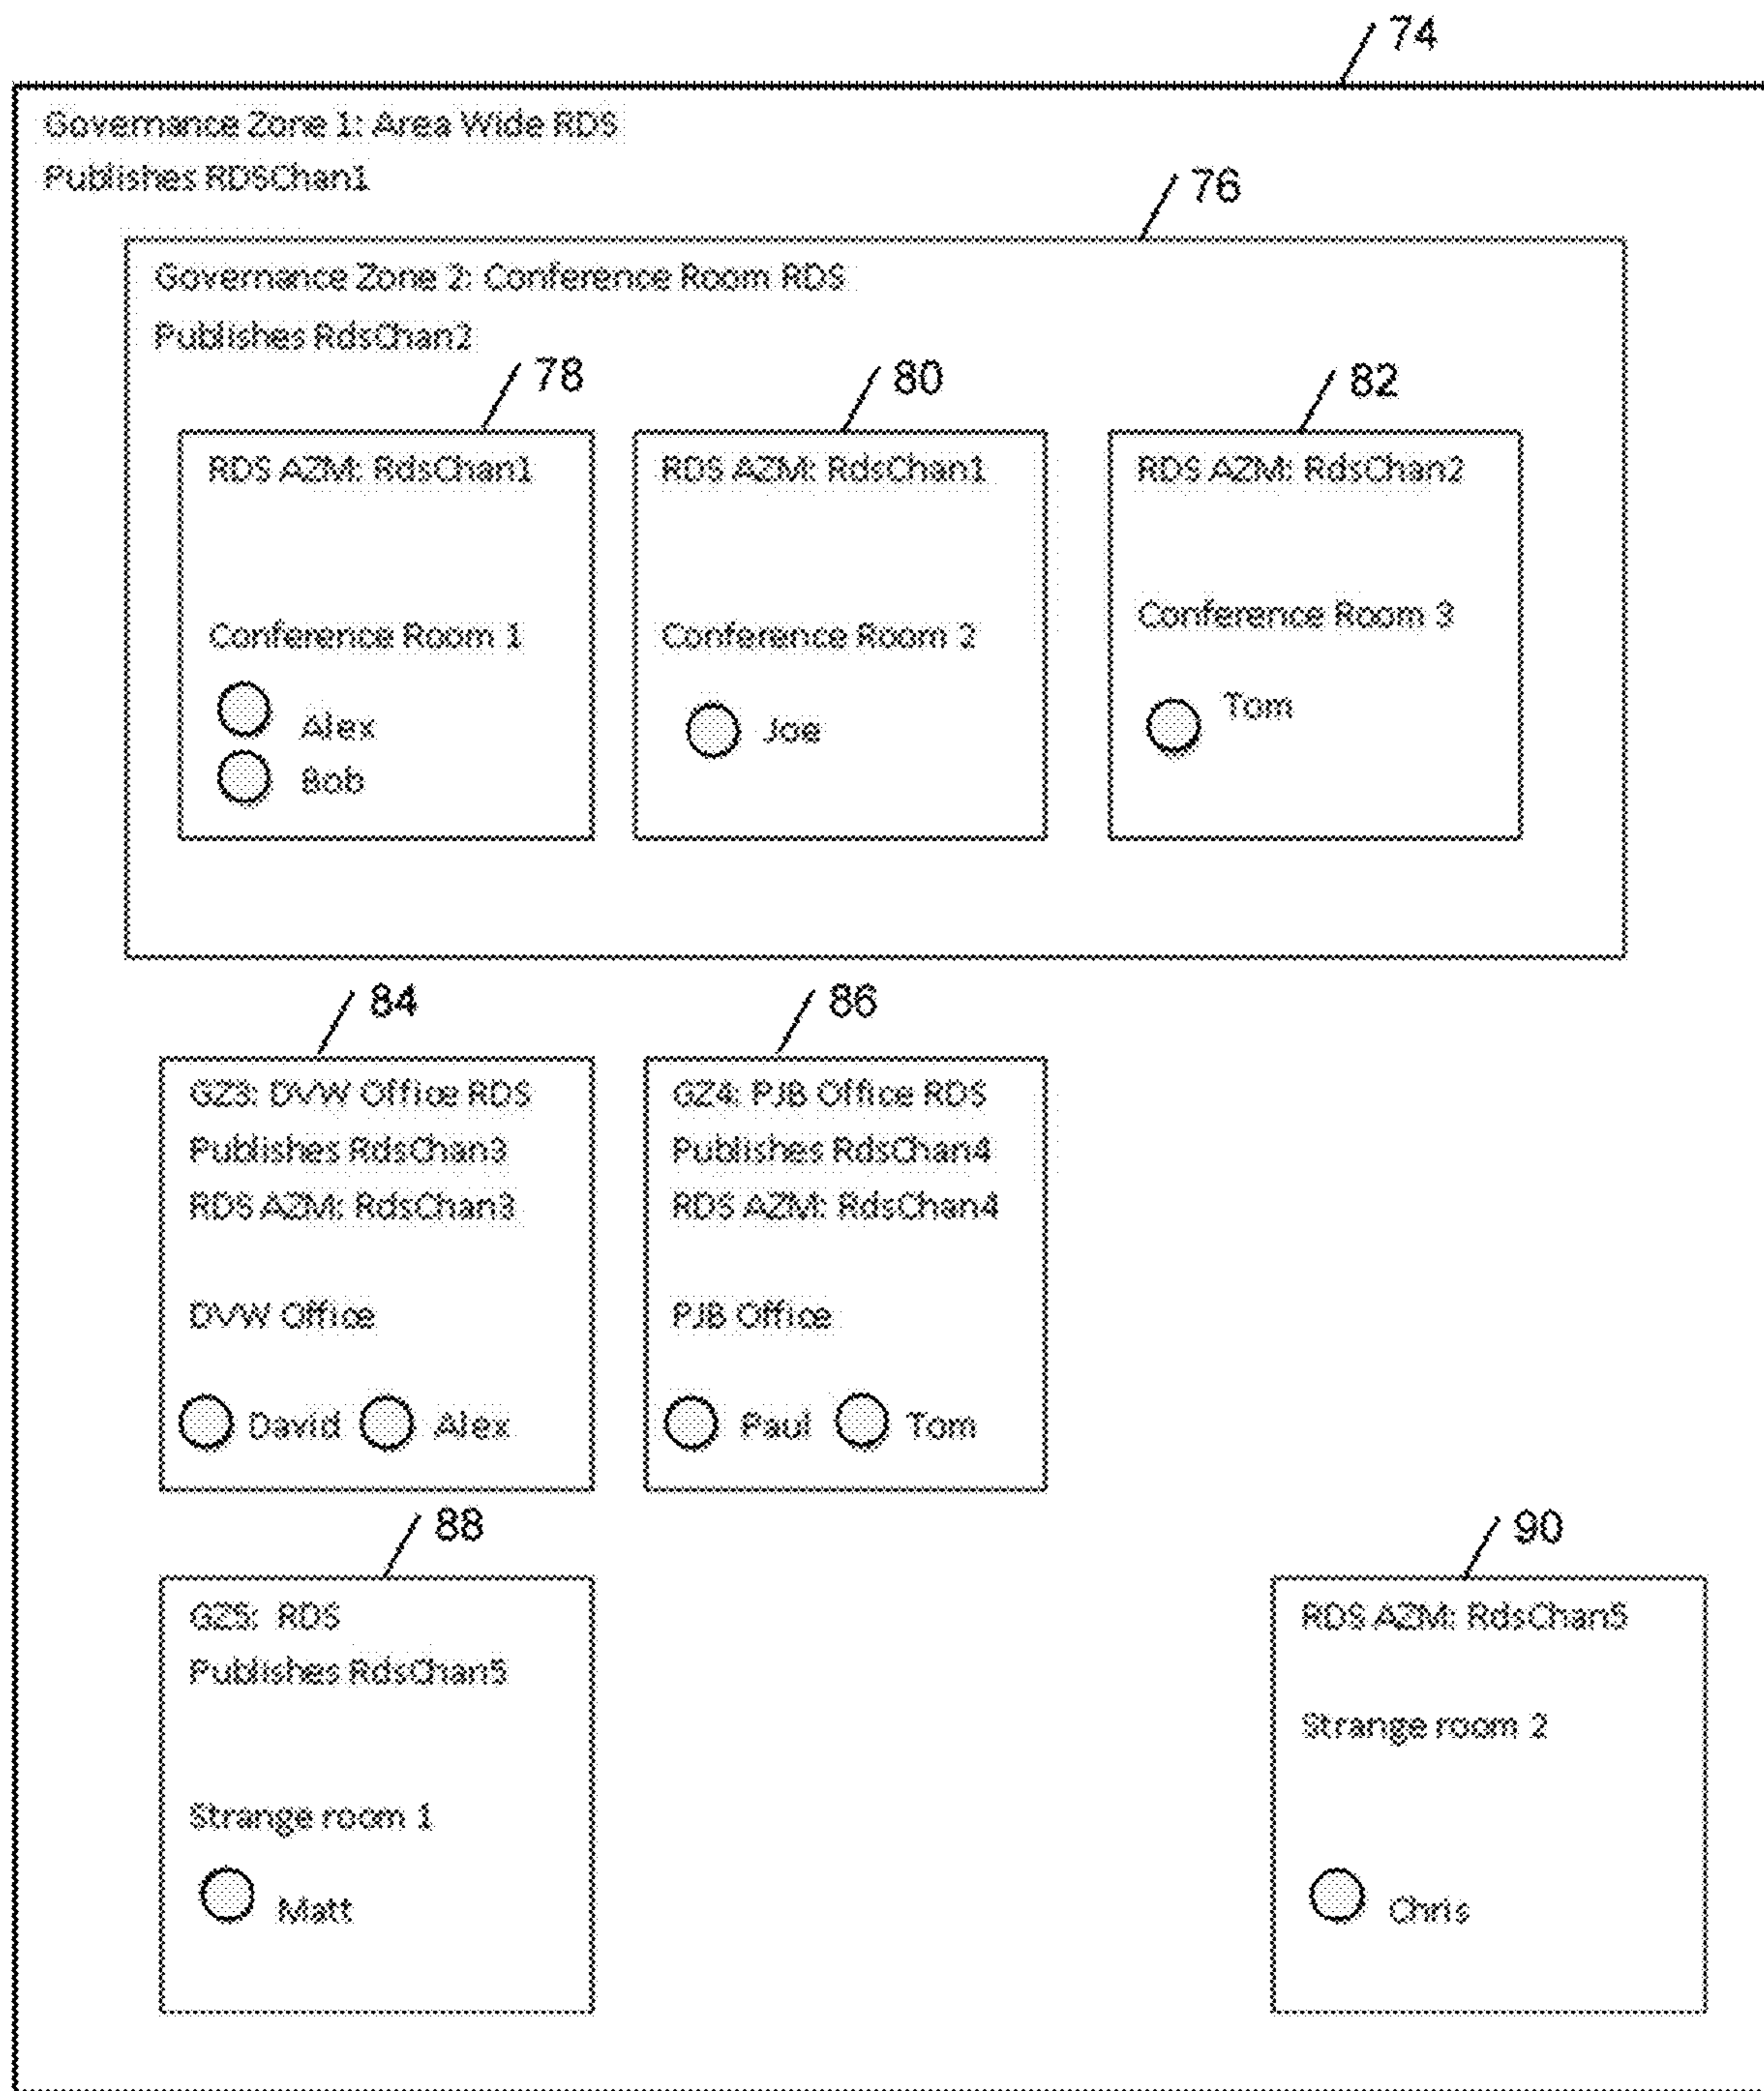 74
Governance Zone 1: Area Wide RDS
Publishes RDSChan1
76
Governance Zone 2: Conference Room RDS
Publishes RdsChan2
78
80
82
RDS AZM: RdsChan1
RDS AZM: RdsChan1
RDS AZM: RdsChan2
Conference Room 1
Conference Room 2
Conference Room 3
Alex
Bob
Joe
Tom
84
86
GZ3: DVW Office RDS
Publishes RdsChan3
RDS AZM: RdsChan3
DVW Office
David
Alex
GZ4: PJB Office RDS
Publishes RdsChan4
RDS AZM: RdsChan4
PJB Office
Paul
Tom
88
90
GZ5: RDS
Publishes RdsChan5
Strange room 1
Matt
RDS AZM: RdsChan5
Strange room 2
Chris